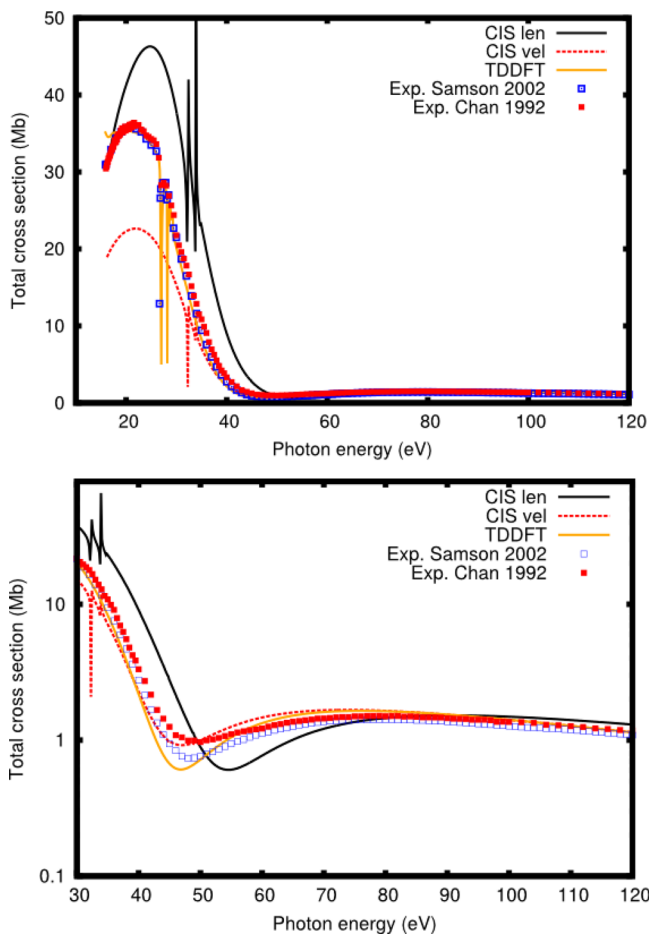 50
40
30
20
10
0
Total cross section (Mb)
CIS len
CIS vel
TDDFT
Exp. Samson 2002
Exp. Chan 1992
20 40 60 80 100 120
Photon energy (eV)
10
1
0.1
Total cross section (Mb)
CIS len
CIS vel
TDDFT
Exp. Samson 2002
Exp. Chan 1992
30 40 50 60 70 80 90 100 110 120
Photon energy (eV)